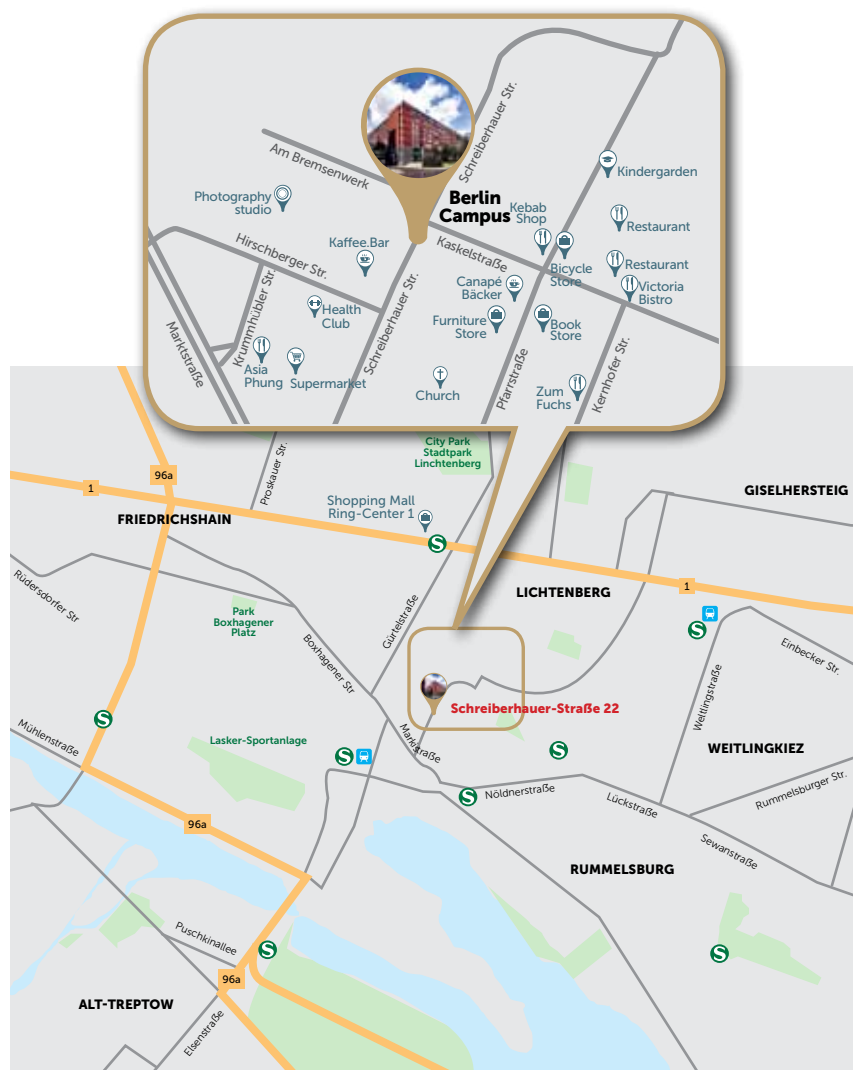 Schreiberhauer Str.
Am Bremsenwerk
Kindergarden
Photography
studio
Berlin
Campus
Kebab
Shop
Restaurant
Kaffee.Bar
Hirschberger Str.
Kaskelstraße
Bicycle
Store
Restaurant
Canapé
Bäcker
Victoria
Bistro
Krummhübler Str.
Health
Club
Schreiberhauer Str.
Furniture
Store
Book
Store
Marktstraße
Asia
Phung
Supermarket
Church
Pfarrstraße
Zum
Fuchs
Kernhofer Str.
City Park
Stadtpark
Linchtenberg
96a
1
Proskauer Str.
Shopping Mall
Ring-Center 1
GISELHERSTEIG
FRIEDRICHSHAIN
S
1
Rüdersdorfer Str
LICHTENBERG
Park
Boxhagener
Platz
Gürtelstraße
S
Einbecker Str.
Boxhagener Str
Weltlingstraße
Schreiberhauer-Straße 22
S
Mühlenstraße
Lasker-Sportanlage
Marktstraße
S
S
WEITLINGKIEZ
S
Nöldnerstraße
Lückstraße
Rummelsburger Str.
96a
Sewanstraße
RUMMELSBURG
Puschkinallee
S
S
96a
ALT-TREPTOW
Elsenstraße